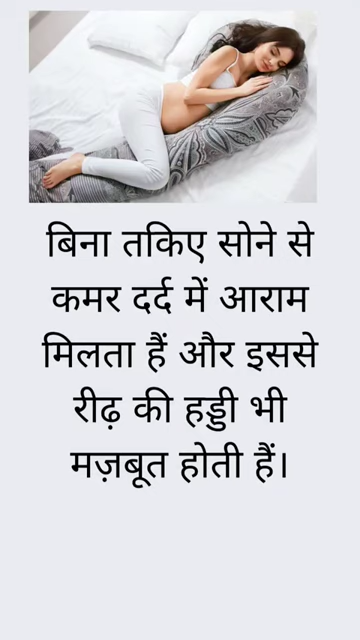 बिना तकिए सोने से
कमर दर्द में आराम
मिलता हैं और इससे
रीढ़ की हड्डी भी
मज़बूत होती हैं।